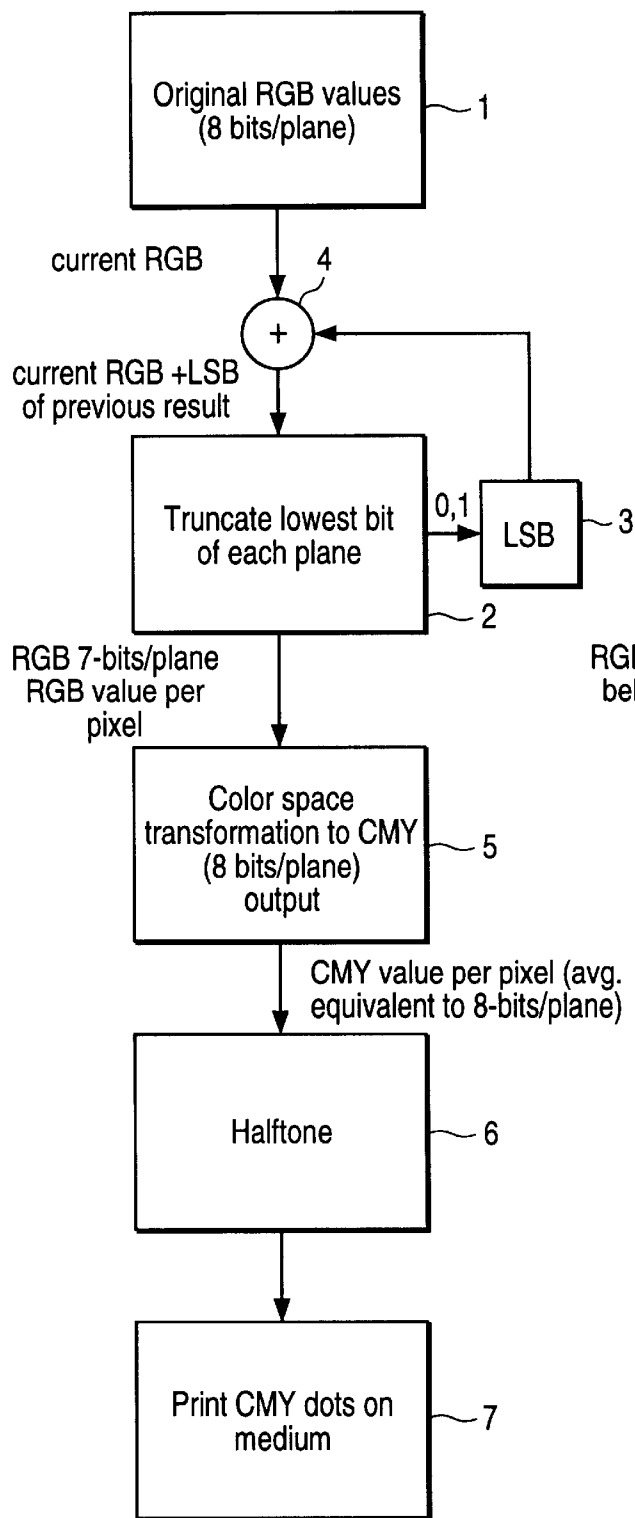 Original RGB values
(8 bits/plane)
1
current RGB
4
+
current RGB +LSB
of previous result
Truncate lowest bit
of each plane
2
0,1
LSB
3
RGB 7-bits/plane
RGB value per
pixel
Color space
transformation to CMY
(8 bits/plane)
output
5
CMY value per pixel (avg.
equivalent to 8-bits/plane)
Halftone
6
Print CMY dots on
medium
7